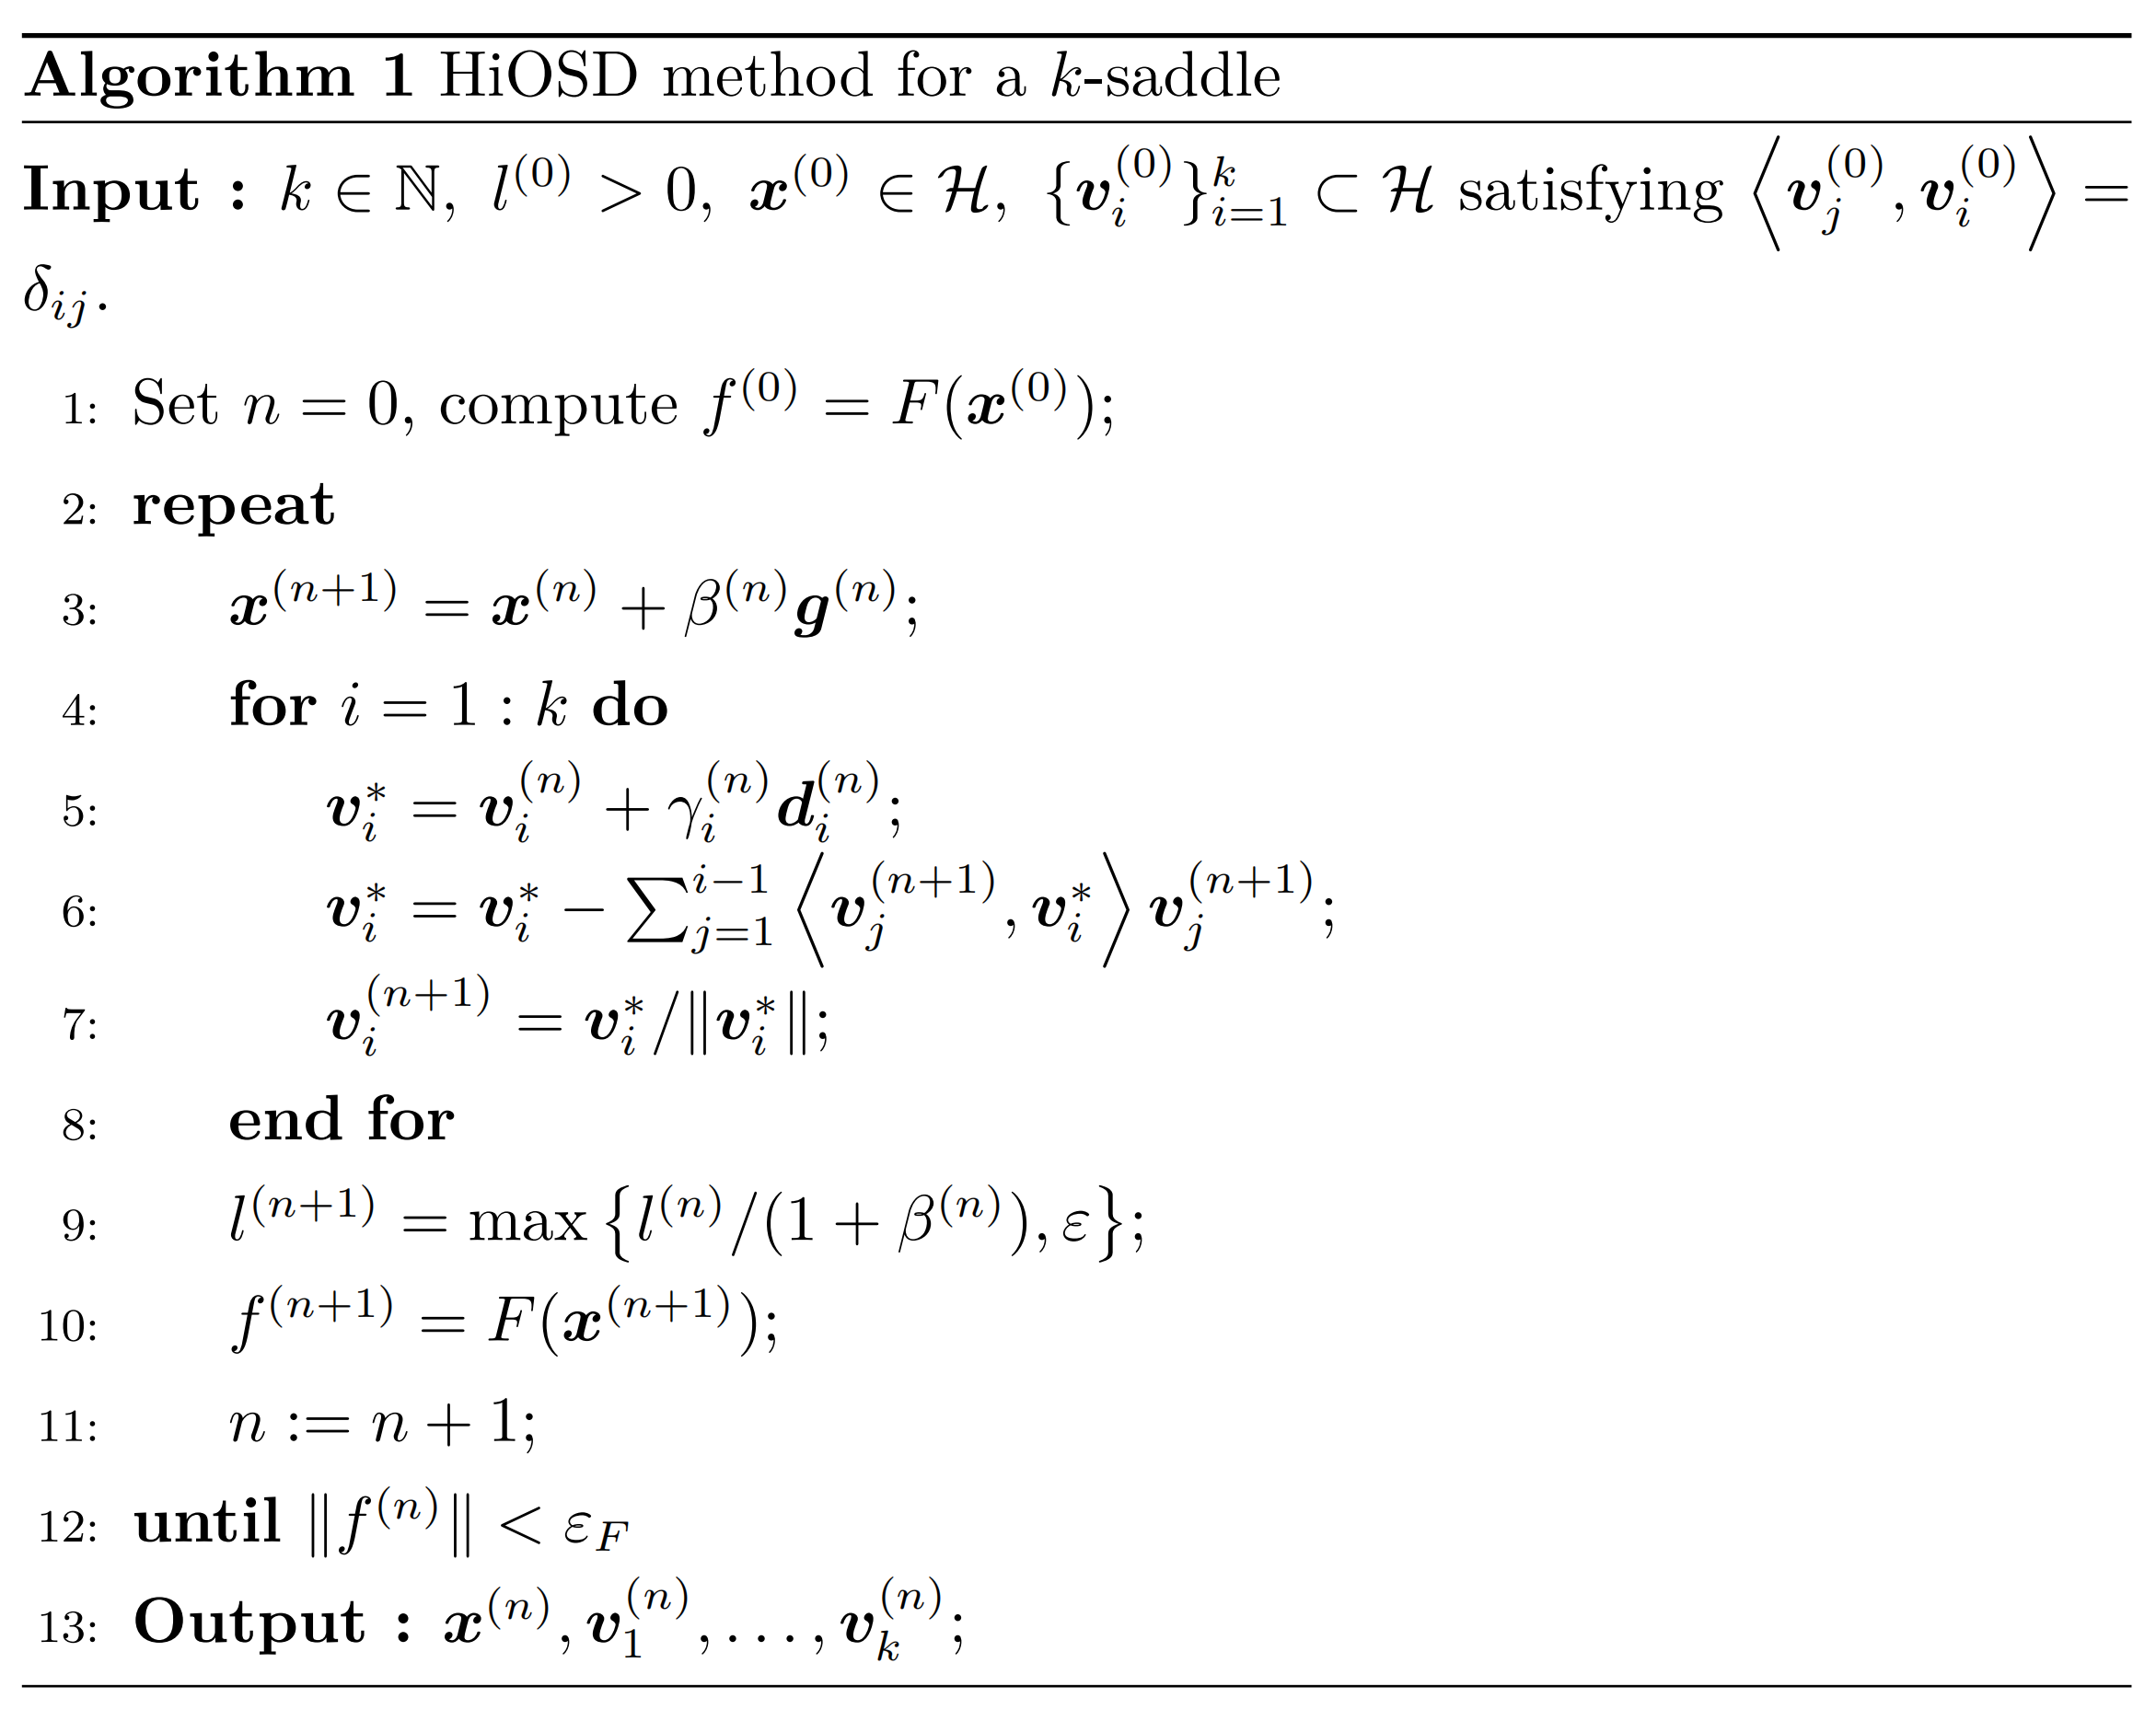 Algorithm 1 HiOSD method for a $k$-saddle
Input : $k \in \mathbb{N},\ l^{(0)} > 0,\ \boldsymbol{x}^{(0)} \in \mathcal{H},\ \{\boldsymbol{v}_i^{(0)}\}_{i=1}^k \subset \mathcal{H}$ satisfying $\left\langle \boldsymbol{v}_j^{(0)}, \boldsymbol{v}_i^{(0)} \right\rangle =$
$\delta_{ij}$.
1: Set $n = 0$, compute $f^{(0)} = F(\boldsymbol{x}^{(0)})$;
2: repeat
3: $\boldsymbol{x}^{(n+1)} = \boldsymbol{x}^{(n)} + \beta^{(n)} \boldsymbol{g}^{(n)}$;
4: for $i = 1 : k$ do
5: $\boldsymbol{v}_i^* = \boldsymbol{v}_i^{(n)} + \gamma_i^{(n)} \boldsymbol{d}_i^{(n)}$;
6: $\boldsymbol{v}_i^* = \boldsymbol{v}_i^* - \sum_{j=1}^{i-1} \left\langle \boldsymbol{v}_j^{(n+1)}, \boldsymbol{v}_i^* \right\rangle \boldsymbol{v}_j^{(n+1)}$;
7: $\boldsymbol{v}_i^{(n+1)} = \boldsymbol{v}_i^* / \|\boldsymbol{v}_i^*\|$;
8: end for
9: $l^{(n+1)} = \max \left\{ l^{(n)}/(1 + \beta^{(n)}), \varepsilon \right\}$;
10: $f^{(n+1)} = F(\boldsymbol{x}^{(n+1)})$;
11: $n := n + 1$;
12: until $\|f^{(n)}\| < \varepsilon_F$
13: Output : $\boldsymbol{x}^{(n)}, \boldsymbol{v}_1^{(n)}, \ldots, \boldsymbol{v}_k^{(n)}$;